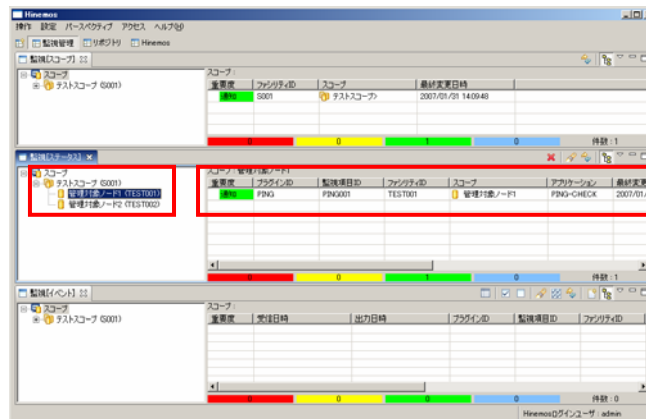 Hinemos
操作 設定 パースペクティブ アクセス ヘルプ(H)
監視管理 リポジトリ Hinemos
監視[スコープ]
スコープ
テストスコープ (S001)
スコープ:
重要度 ファシリティID スコープ 最終変更日時
通知 S001 テストスコープ> 2007/01/31 14:09:48
0 0 1 0 件数:1
監視[ステータス]
スコープ
テストスコープ (S001)
管理対象ノード1 (TEST001)
管理対象ノード2 (TEST002)
スコープ:管理対象ノード1
重要度 プラグインID 監視項目ID ファシリティID スコープ アプリケーション 最終変更
通知 PING PING001 TEST001 管理対象ノード1 PING-CHECK 2007/01/
0 0 1 0 件数:1
監視[イベント]
スコープ
テストスコープ (S001)
スコープ:
重要度 受信日時 出力日時 プラグインID 監視項目ID ファシリティID
0 0 0 0 件数:0
Hinemosログインユーザ:admin